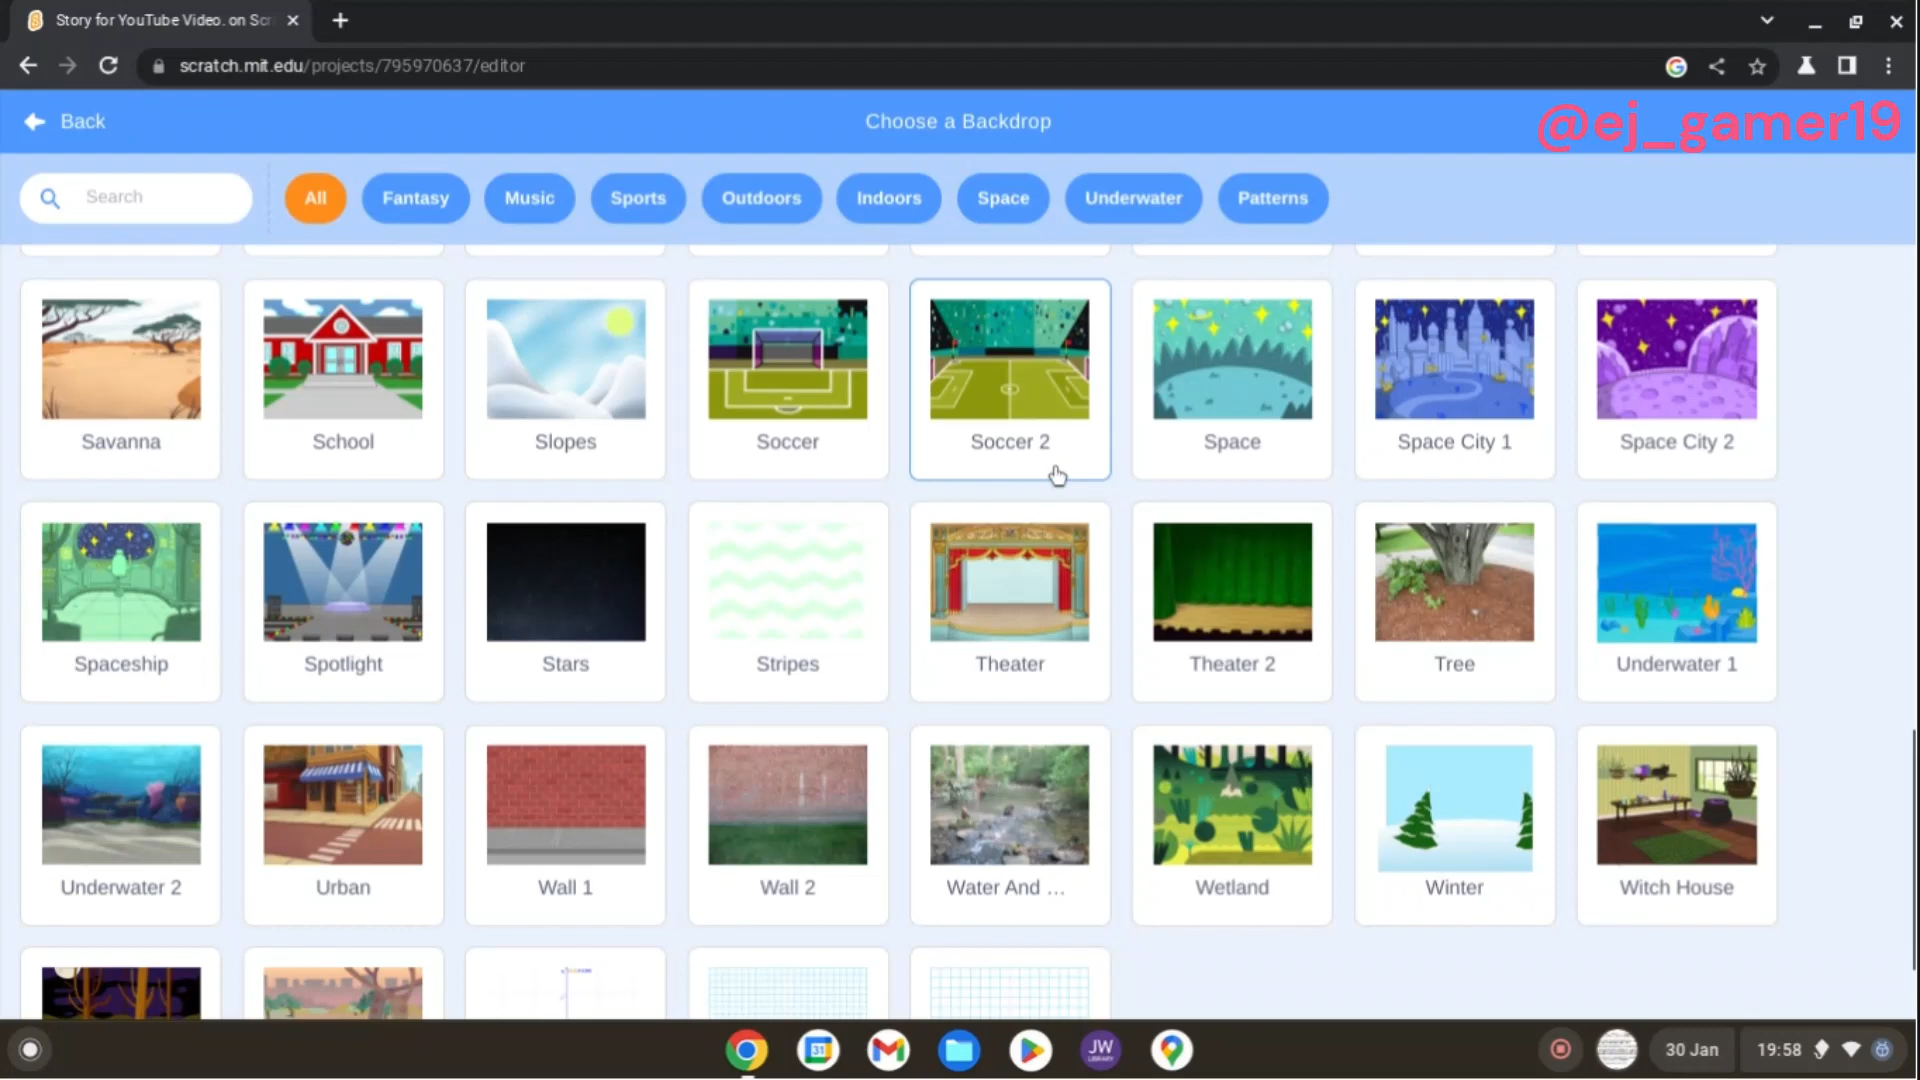 Story for YouTube Video. on Scr
scratch.mit.edu/projects/795970637/editor
Back
Choose a Backdrop
@ej_gamer19
Search
All
Fantasy
Music
Sports
Outdoors
Indoors
Space
Underwater
Patterns
Savanna
School
Slopes
Soccer
Soccer 2
Space
Space City 1
Space City 2
Spaceship
Spotlight
Stars
Stripes
Theater
Theater 2
Tree
Underwater 1
Underwater 2
Urban
Wall 1
Wall 2
Water And ...
Wetland
Winter
Witch House
31
JW
LIBRARY
30 Jan
19:58